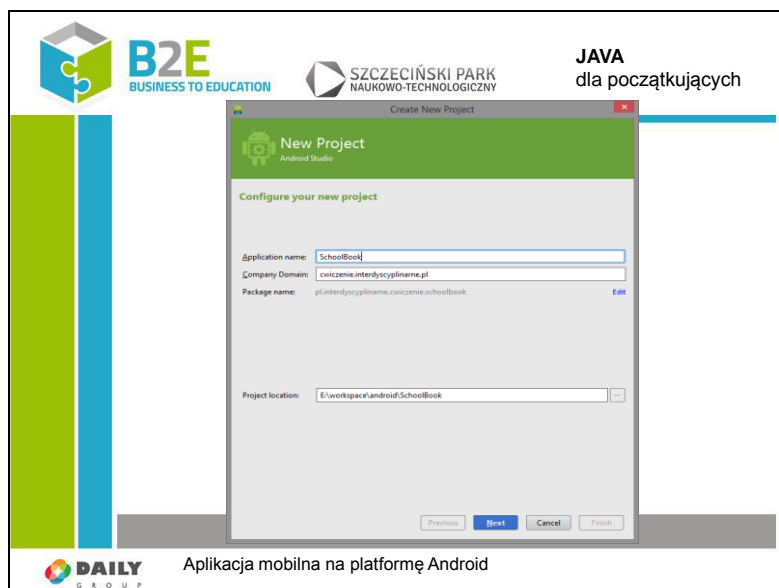 B2E
BUSINESS TO EDUCATION
SZCZECIŃSKI PARK
NAUKOWO-TECHNOLOGICZNY
JAVA
dla początkujących
Create New Project
New Project
Android Studio
Configure your new project
Application name: SchoolBook
Company Domain: cwiczenie.interdyscyplinarne.pl
Package name: pl.interdyscyplinarne.cwiczenie.schoolbook Edit
Project location: E:\workspace\android\SchoolBook ...
Previous Next Cancel Finish
DAILY
GROUP
Aplikacja mobilna na platformę Android